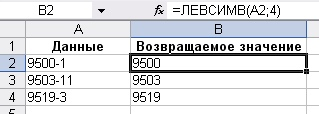 B2 fx =ЛЕВСИМВ(A2;4)
A B
1 Данные Возвращаемое значение
2 9500-1 9500
3 9503-11 9503
4 9519-3 9519